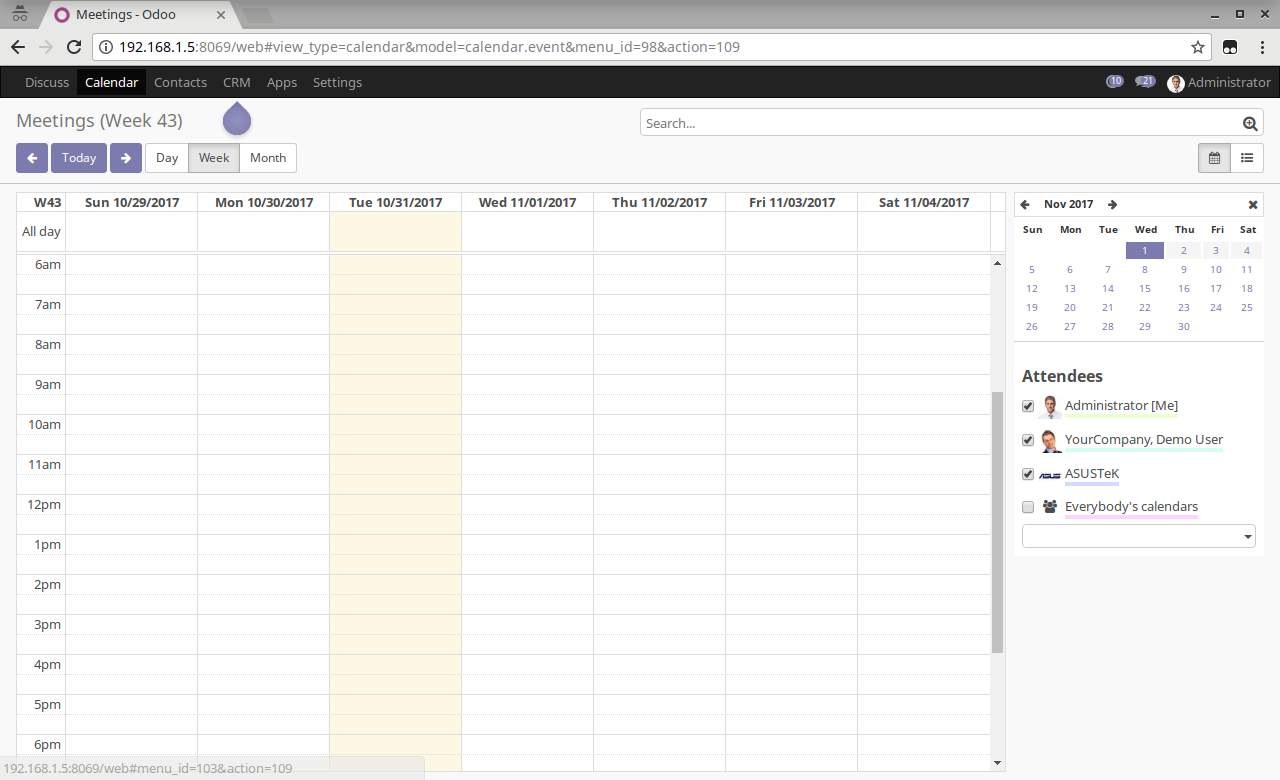 Meetings - Odoo
192.168.1.5:8069/web#view_type=calendar&model=calendar.event&menu_id=98&action=109
Discuss Calendar Contacts CRM Apps Settings 10 21 Administrator
Meetings (Week 43) Search...
Today Day Week Month
W43 Sun 10/29/2017 Mon 10/30/2017 Tue 10/31/2017 Wed 11/01/2017 Thu 11/02/2017 Fri 11/03/2017 Sat 11/04/2017
All day
6am
7am
8am
9am
10am
11am
12pm
1pm
2pm
3pm
4pm
5pm
6pm
Nov 2017
Sun Mon Tue Wed Thu Fri Sat
1 2 3 4
5 6 7 8 9 10 11
12 13 14 15 16 17 18
19 20 21 22 23 24 25
26 27 28 29 30
Attendees
Administrator [Me]
YourCompany, Demo User
ASUS ASUSTeK
Everybody's calendars
192.168.1.5:8069/web#menu_id=103&action=109